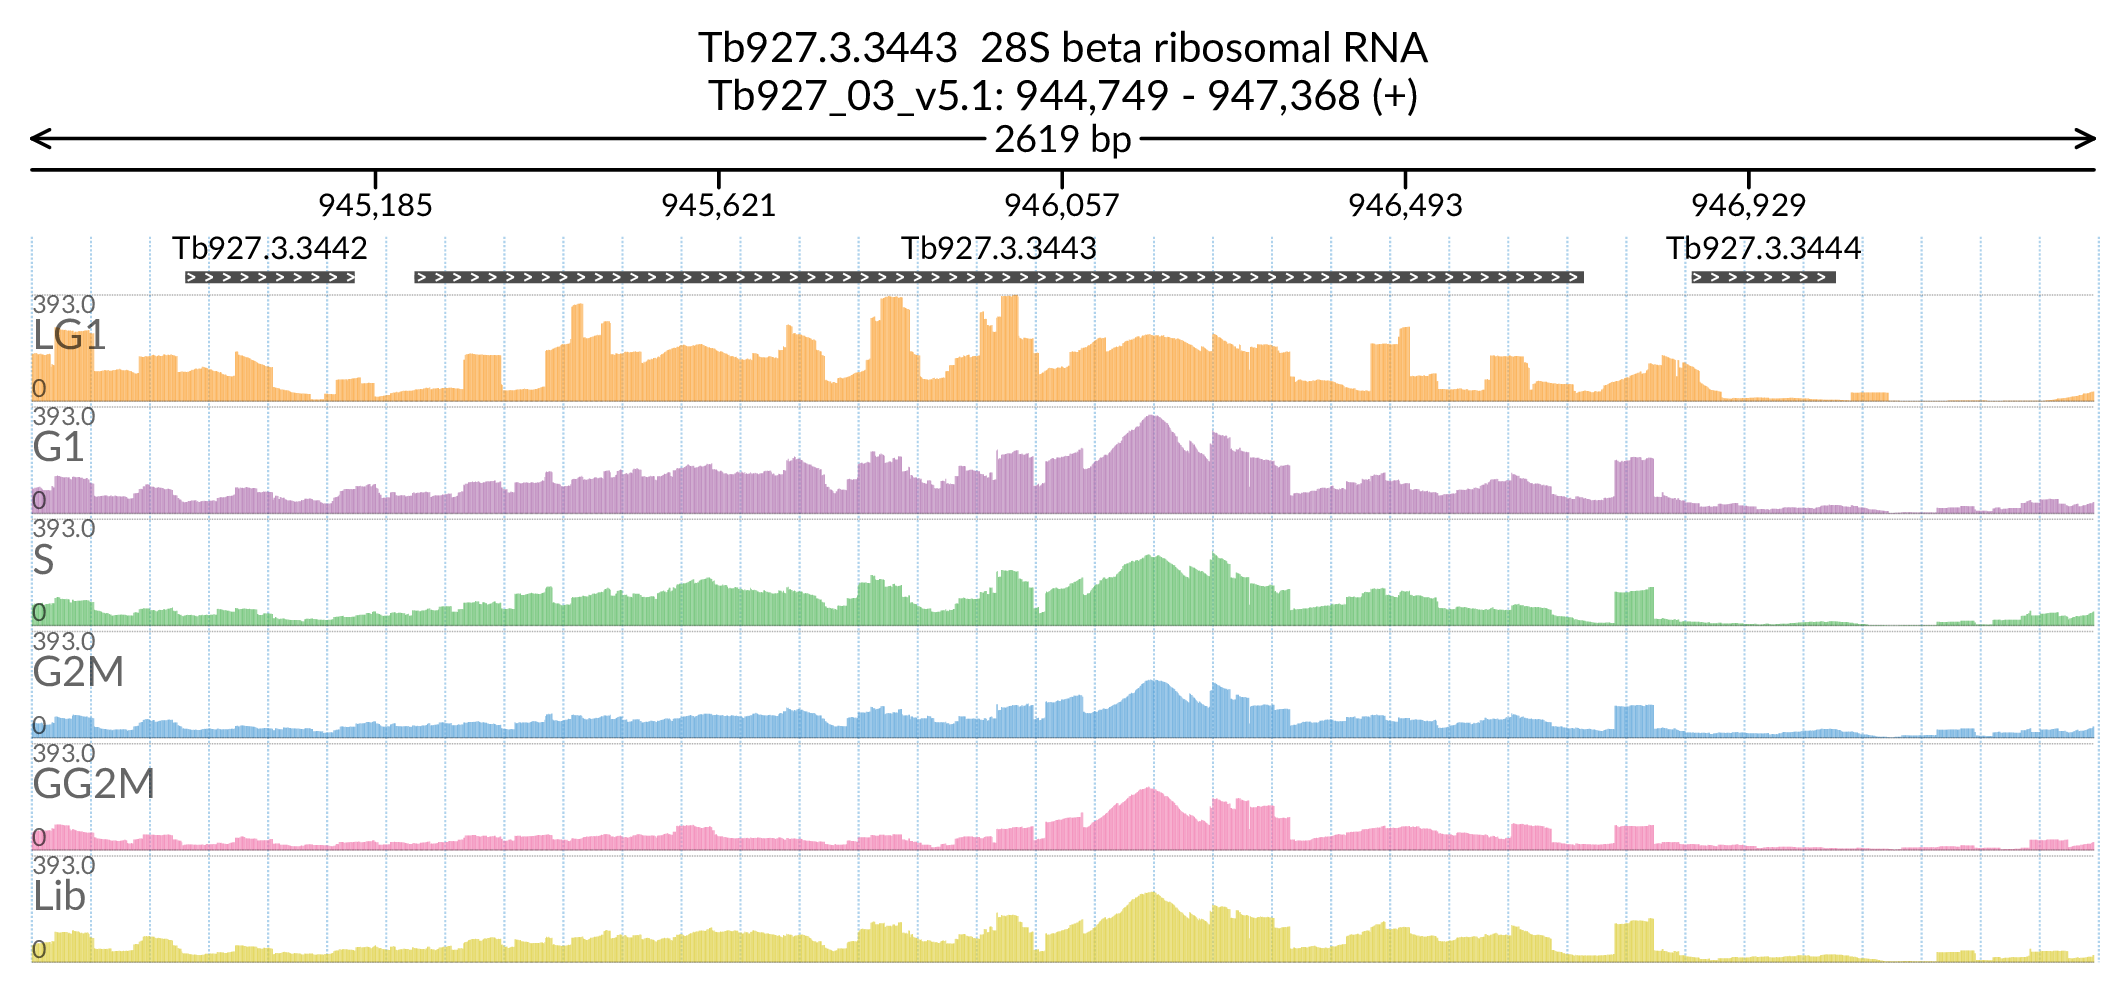 Tb927.3.3443  28S beta ribosomal RNA
Tb927_03_v5.1: 944,749 - 947,368 (+)
2619 bp
945,185 945,621 946,057 946,493 946,929
Tb927.3.3442 Tb927.3.3443 Tb927.3.3444
393.0
LG1
0
393.0
G1
0
393.0
S
0
393.0
G2M
0
393.0
GG2M
0
393.0
Lib
0